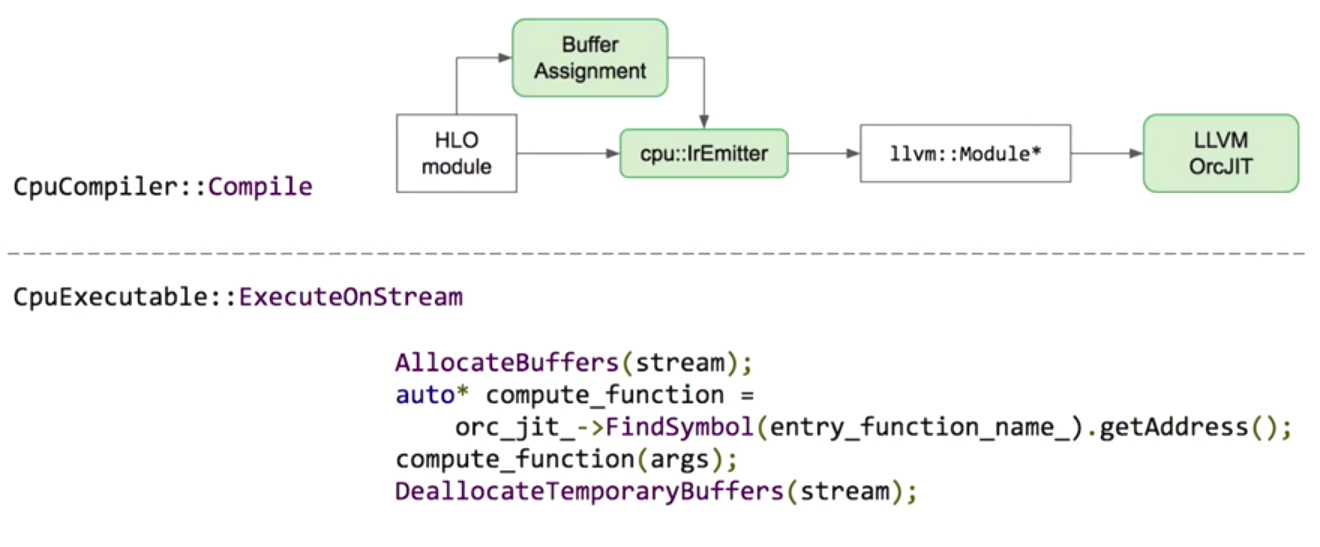 Buffer
Assignment
HLO
module
cpu::IrEmitter
llvm::Module*
LLVM
OrcJIT
CpuCompiler::Compile
CpuExecutable::ExecuteOnStream
AllocateBuffers(stream);
auto* compute_function =
    orc_jit_->FindSymbol(entry_function_name_).getAddress();
compute_function(args);
DeallocateTemporaryBuffers(stream);